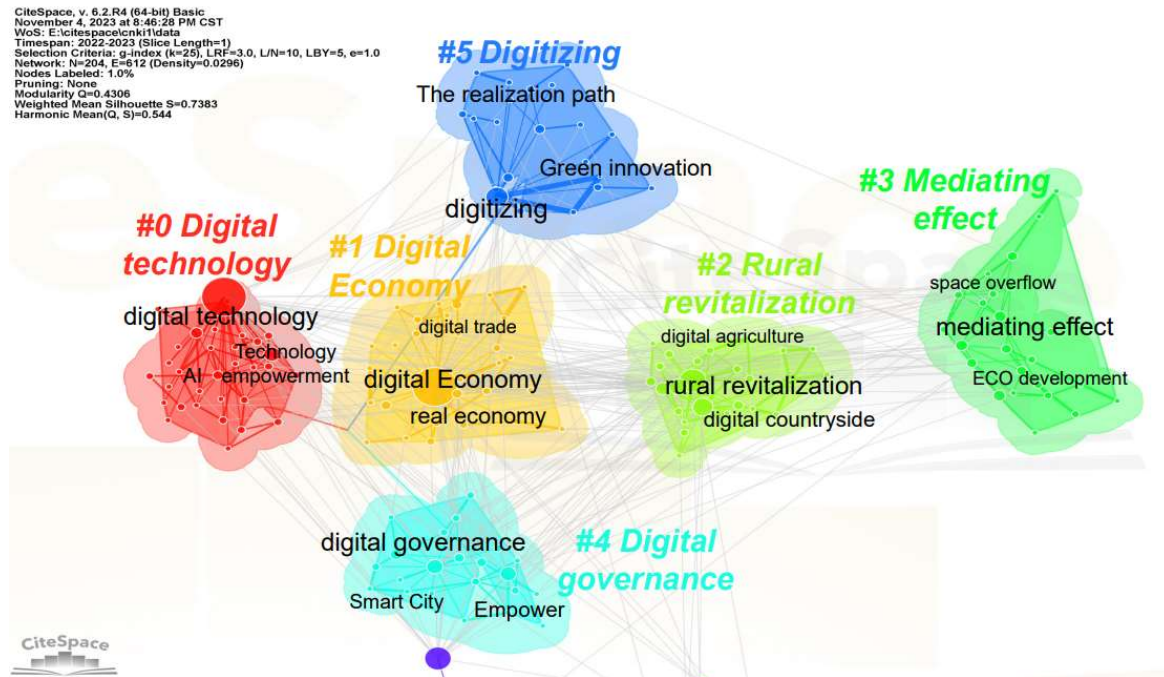 CiteSpace, v. 6.2.R4 (64-bit) Basic
November 4, 2023 at 8:46:28 PM CST
WoS: E:\citespace\cnki1\data
Timespan: 2022-2023 (Slice Length=1)
Selection Criteria: g-index (k=25), LRF=3.0, L/N=10, LBY=5, e=1.0
Network: N=204, E=612 (Density=0.0296)
Nodes Labeled: 1.0%
Pruning: None
Modularity Q=0.4306
Weighted Mean Silhouette S=0.7383
Harmonic Mean(Q, S)=0.544
#5 Digitizing
The realization path
Green innovation
digitizing
#3 Mediating
effect
space overflow
mediating effect
ECO development
#0 Digital
technology
digital technology
Technology
AI empowerment
#1 Digital
Economy
digital trade
digital Economy
real economy
#2 Rural
revitalization
digital agriculture
rural revitalization
digital countryside
digital governance
Smart City
Empower
#4 Digital
governance
CiteSpace